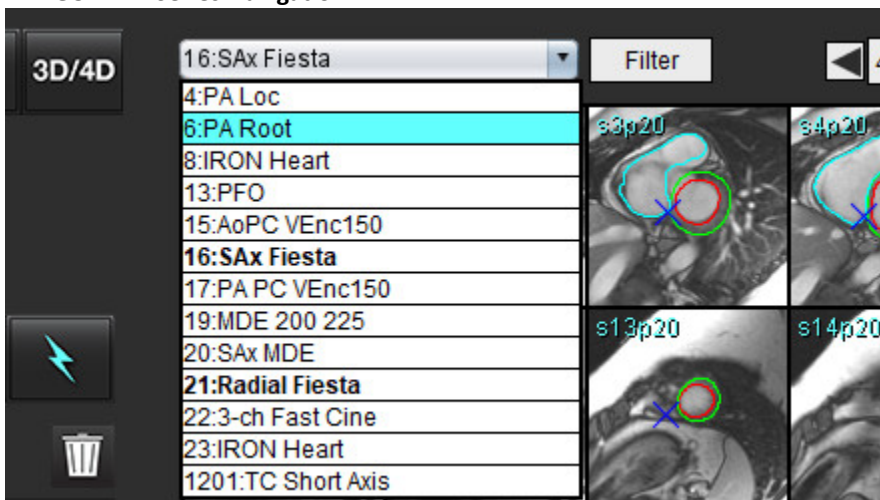 3D/4D
16:SAx Fiesta
Filter
4:PA Loc
6:PA Root
8:IRON Heart
13:PFO
15:AoPC VEnc150
16:SAx Fiesta
17:PA PC VEnc150
19:MDE 200 225
20:SAx MDE
21:Radial Fiesta
22:3-ch Fast Cine
23:IRON Heart
1201:TC Short Axis
s3p20
s4p20
s13p20
s14p20